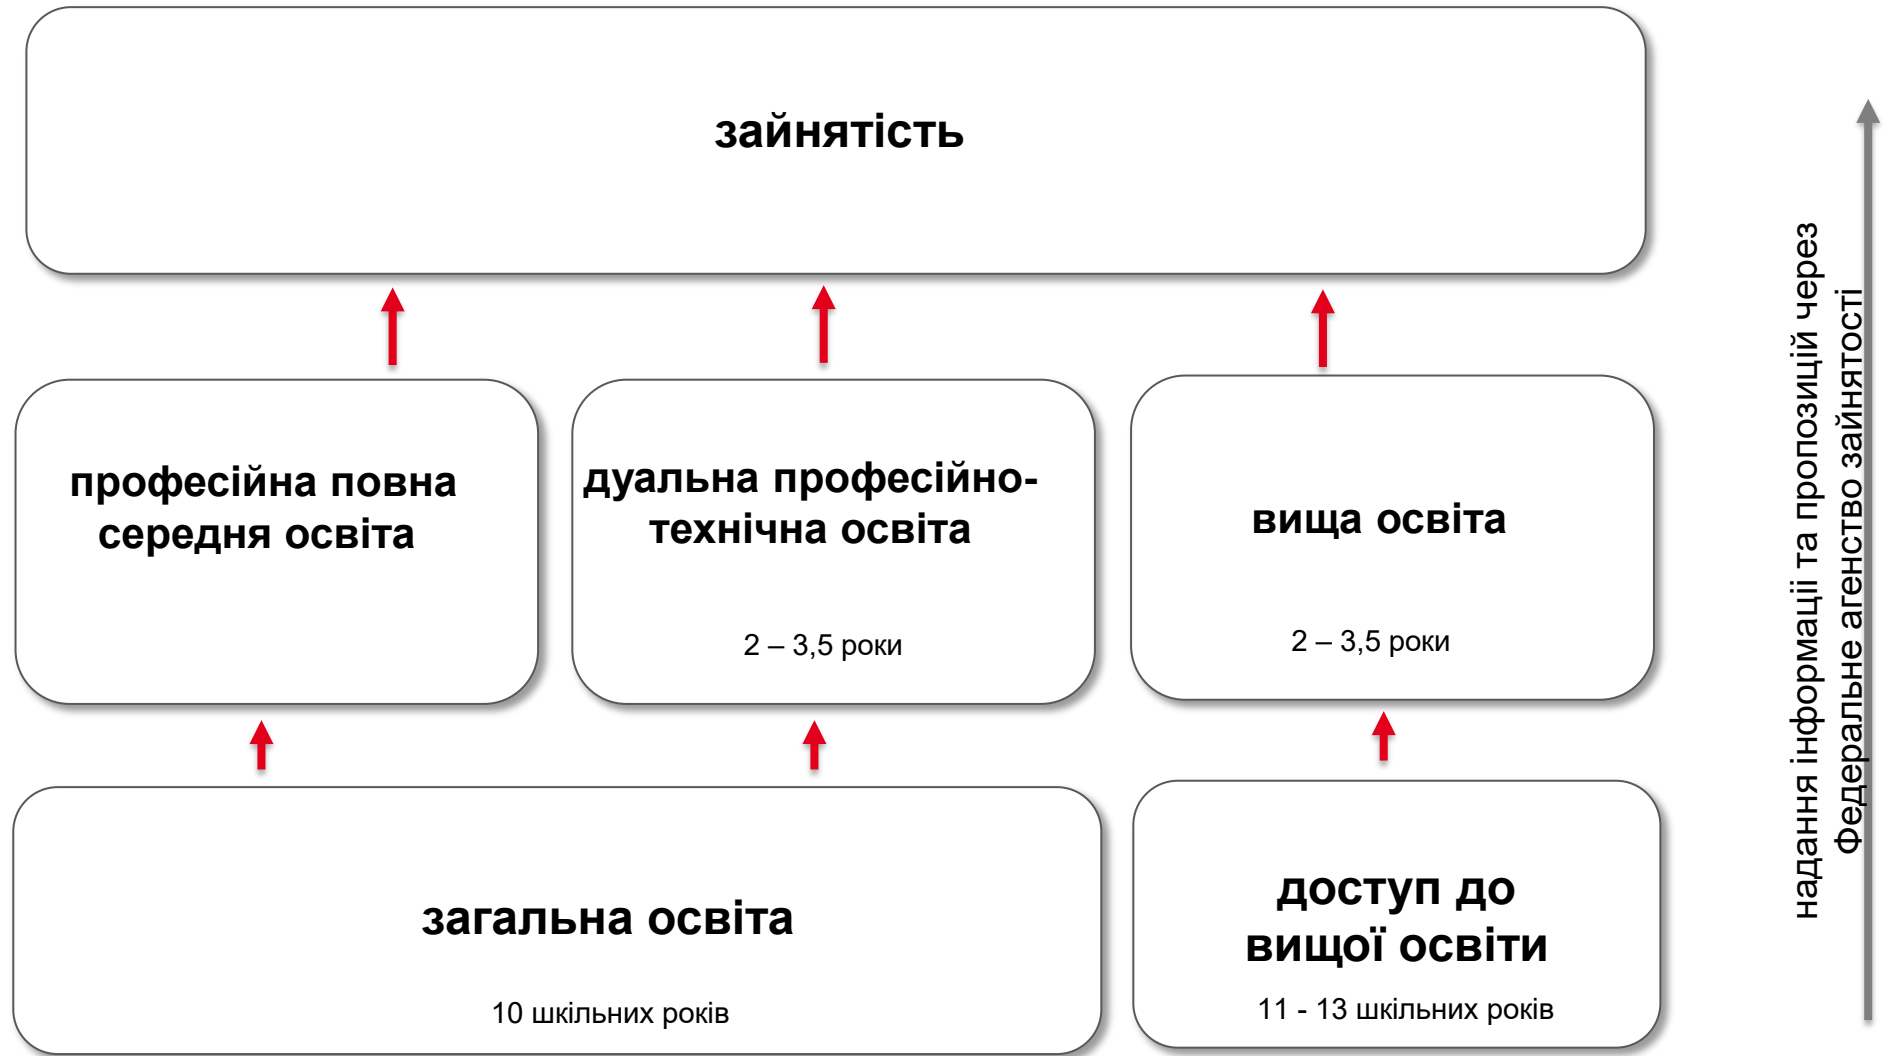 зайнятість
професійна повна
середня освіта
дуальна професійно-
технічна освіта
2 – 3,5 роки
вища освіта
2 – 3,5 роки
загальна освіта
10 шкільних років
доступ до
вищої освіти
11 - 13 шкільних років
надання інформації та пропозицій через
Федеральне агенство зайнятості